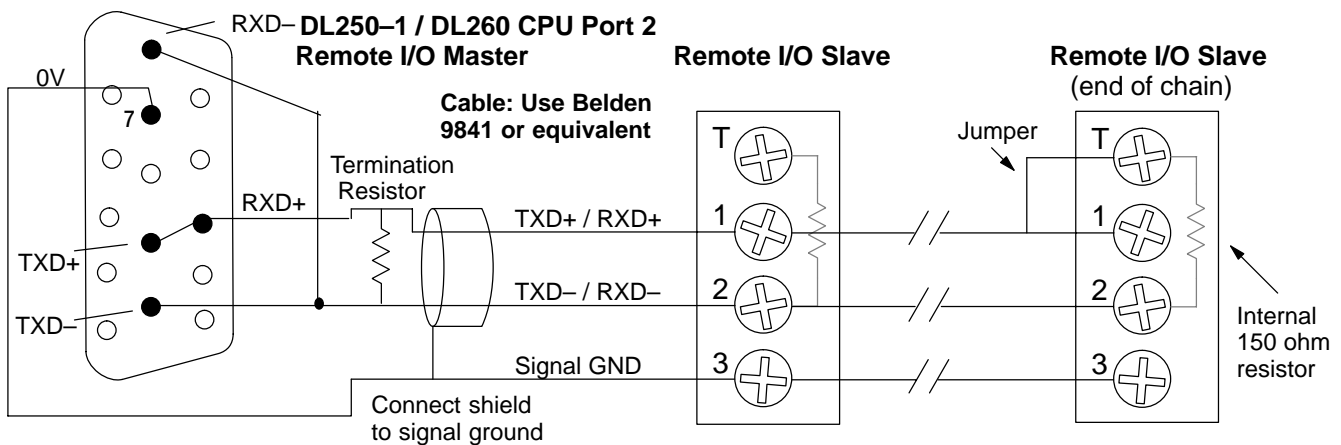 RXD–
DL250–1 / DL260 CPU Port 2
Remote I/O Master
Remote I/O Slave
Remote I/O Slave
(end of chain)
0V
7
Cable: Use Belden
9841 or equivalent
Termination
Resistor
Jumper
T
T
RXD+
TXD+ / RXD+
1
1
TXD+
TXD– / RXD–
2
2
TXD–
Internal
150 ohm
resistor
Signal GND
3
3
Connect shield
to signal ground